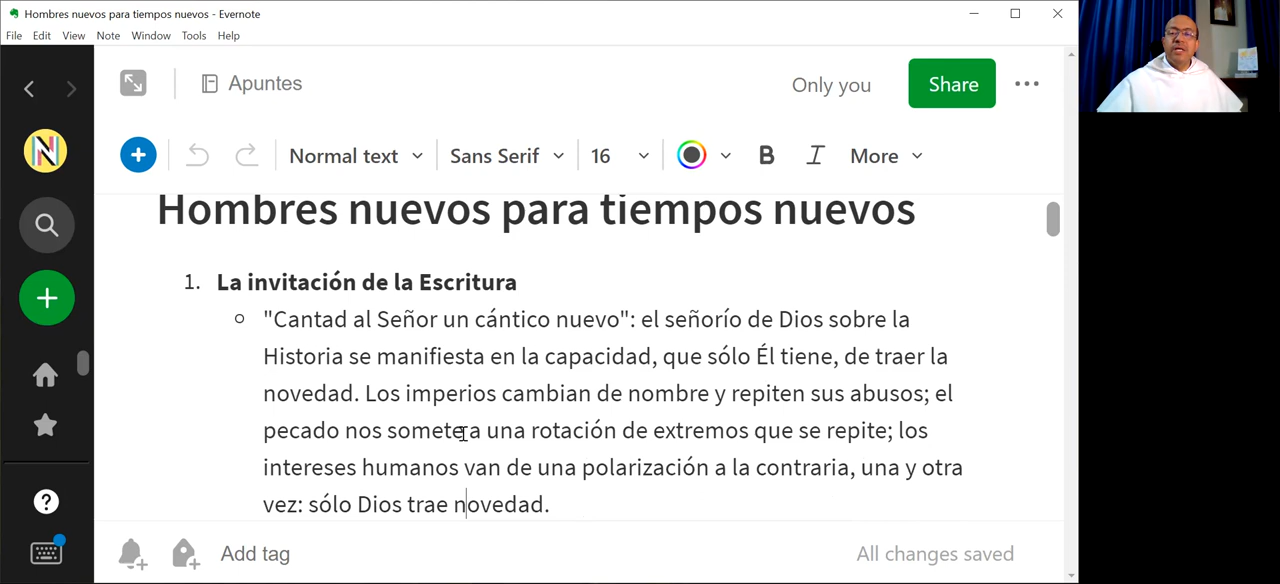 Hombres nuevos para tiempos nuevos - Evernote
File Edit View Note Window Tools Help
Apuntes
Only you
Share
Normal text
Sans Serif
16
B
I
More
Hombres nuevos para tiempos nuevos
1. La invitación de la Escritura
"Cantad al Señor un cántico nuevo": el señorío de Dios sobre la
Historia se manifiesta en la capacidad, que sólo Él tiene, de traer la
novedad. Los imperios cambian de nombre y repiten sus abusos; el
pecado nos somete a una rotación de extremos que se repite; los
intereses humanos van de una polarización a la contraria, una y otra
vez: sólo Dios trae novedad.
Add tag
All changes saved